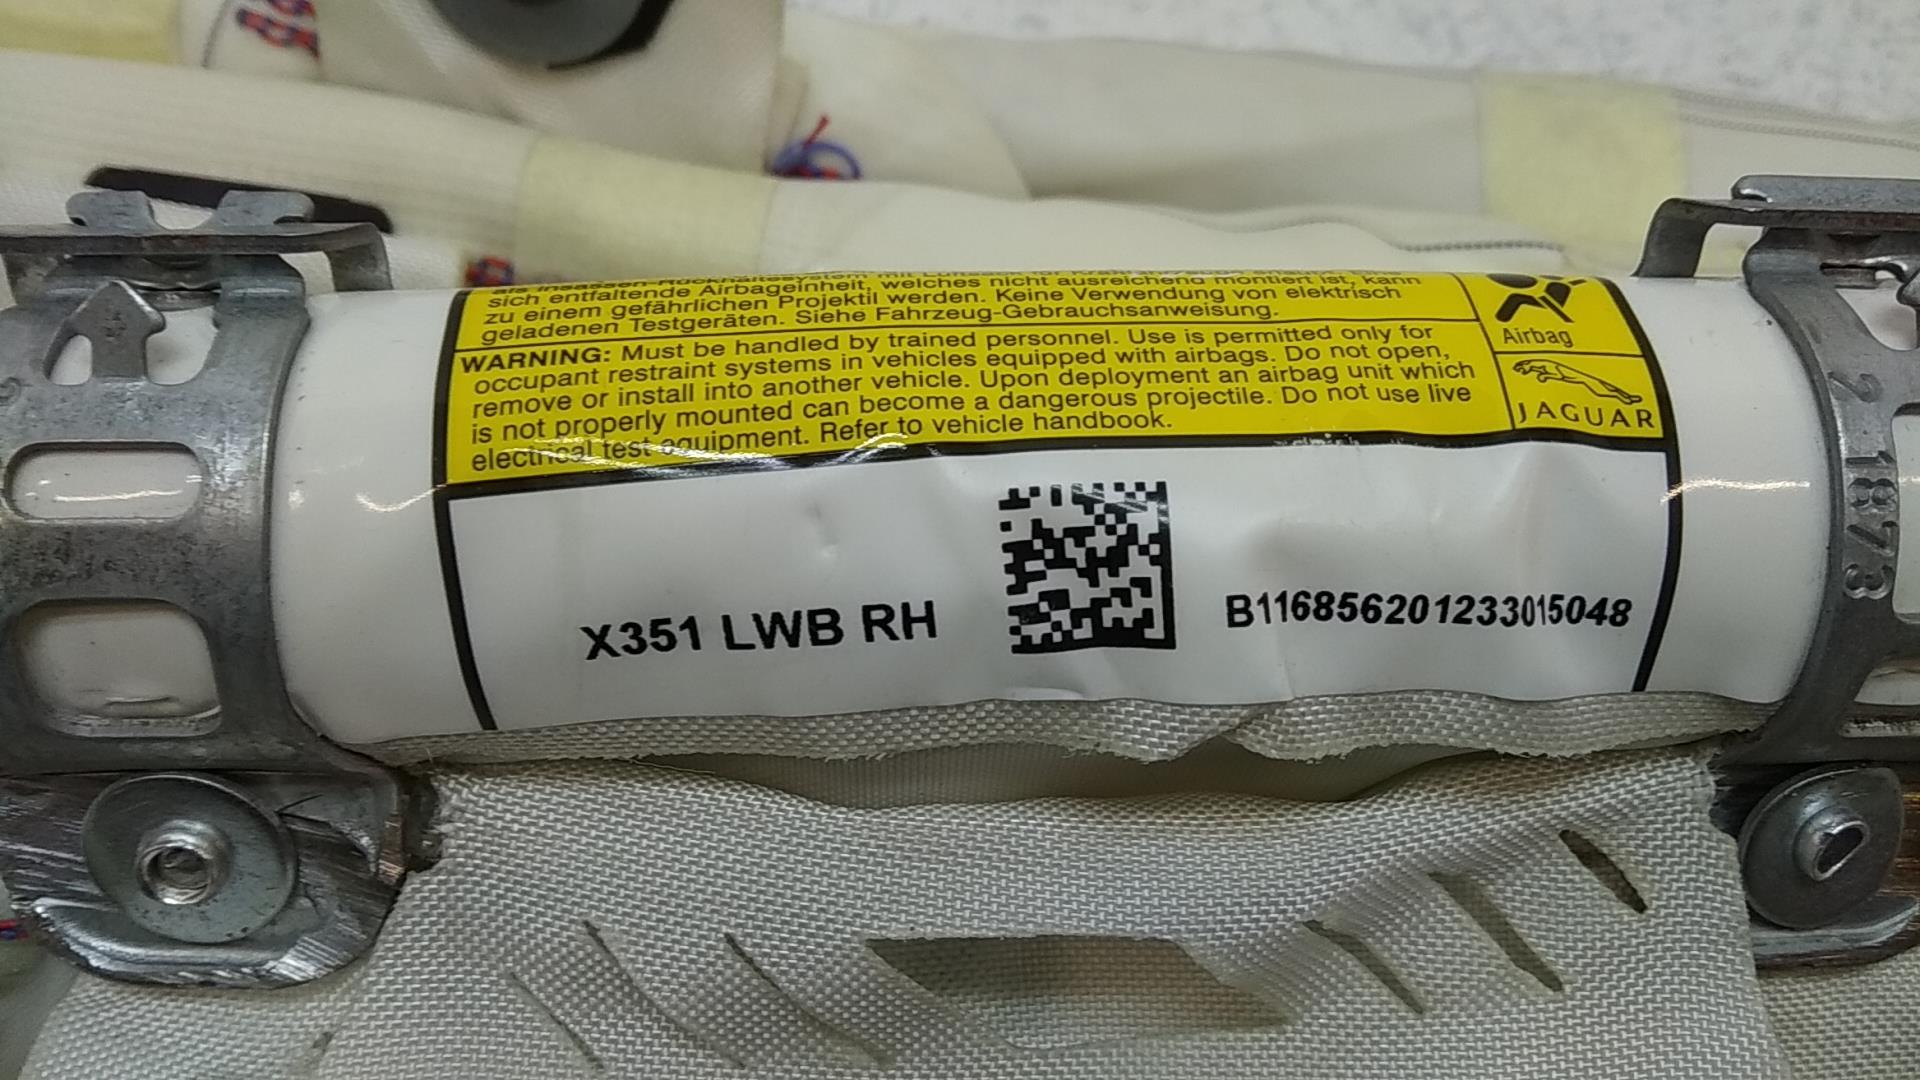 sich entfaltende Airbageinheit, welches nicht ausreichend montiert ist, kann
zu einem gefährlichen Projektil werden. Keine Verwendung von elektrisch
geladenen Testgeräten. Siehe Fahrzeug-Gebrauchsanweisung.
WARNING: Must be handled by trained personnel. Use is permitted only for
occupant restraint systems in vehicles equipped with airbags. Do not open,
remove or install into another vehicle. Upon deployment an airbag unit which
is not properly mounted can become a dangerous projectile. Do not use live
electrical test equipment. Refer to vehicle handbook.
Airbag
JAGUAR
X351 LWB RH
B116856201233015048
2 1873